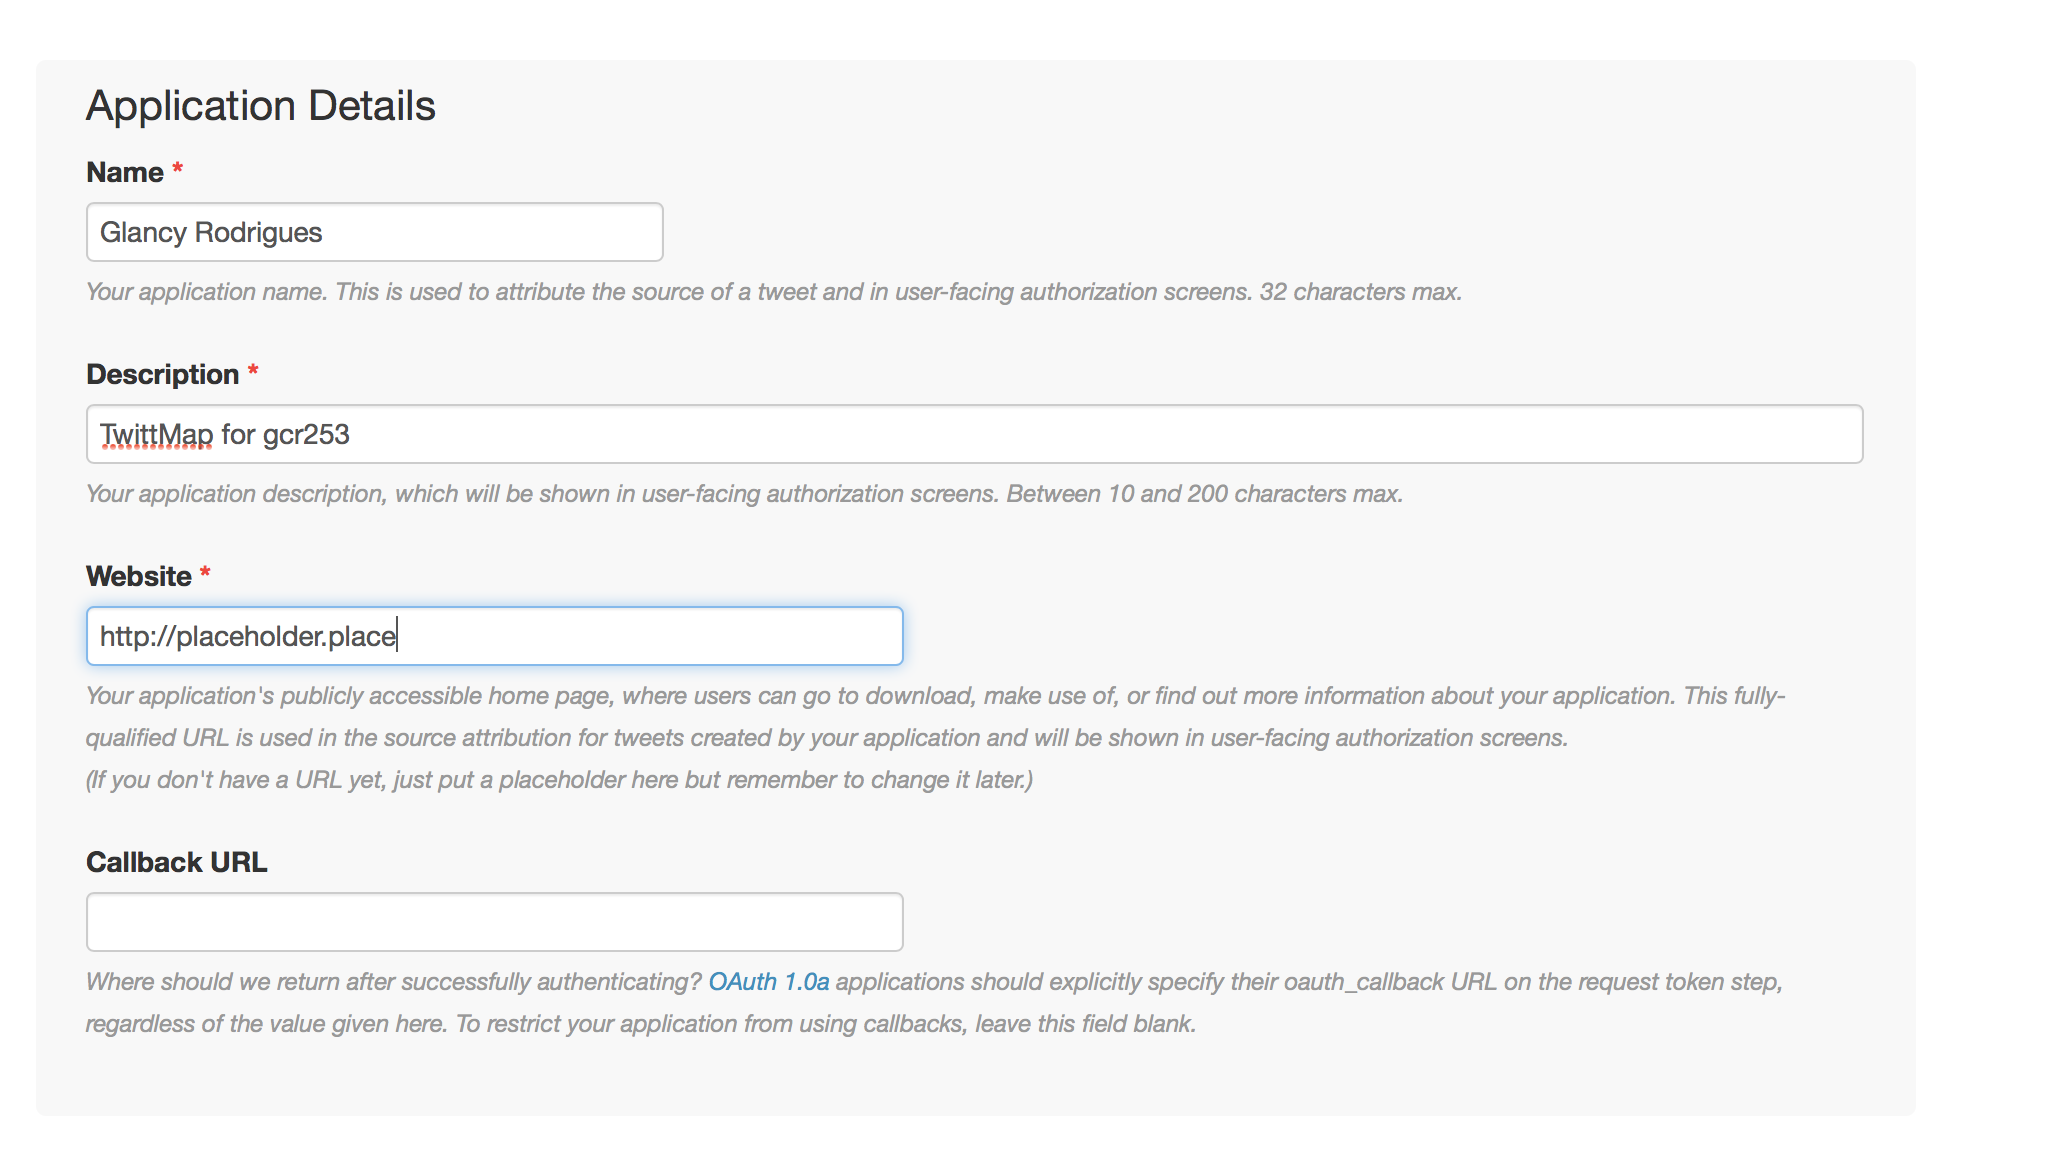 Application Details
Name *
Glancy Rodrigues
Your application name. This is used to attribute the source of a tweet and in user-facing authorization screens. 32 characters max.
Description *
TwittMap for gcr253
Your application description, which will be shown in user-facing authorization screens. Between 10 and 200 characters max.
Website *
http://placeholder.place
Your application's publicly accessible home page, where users can go to download, make use of, or find out more information about your application. This fully-
qualified URL is used in the source attribution for tweets created by your application and will be shown in user-facing authorization screens.
(If you don't have a URL yet, just put a placeholder here but remember to change it later.)
Callback URL
Where should we return after successfully authenticating? OAuth 1.0a applications should explicitly specify their oauth_callback URL on the request token step,
regardless of the value given here. To restrict your application from using callbacks, leave this field blank.